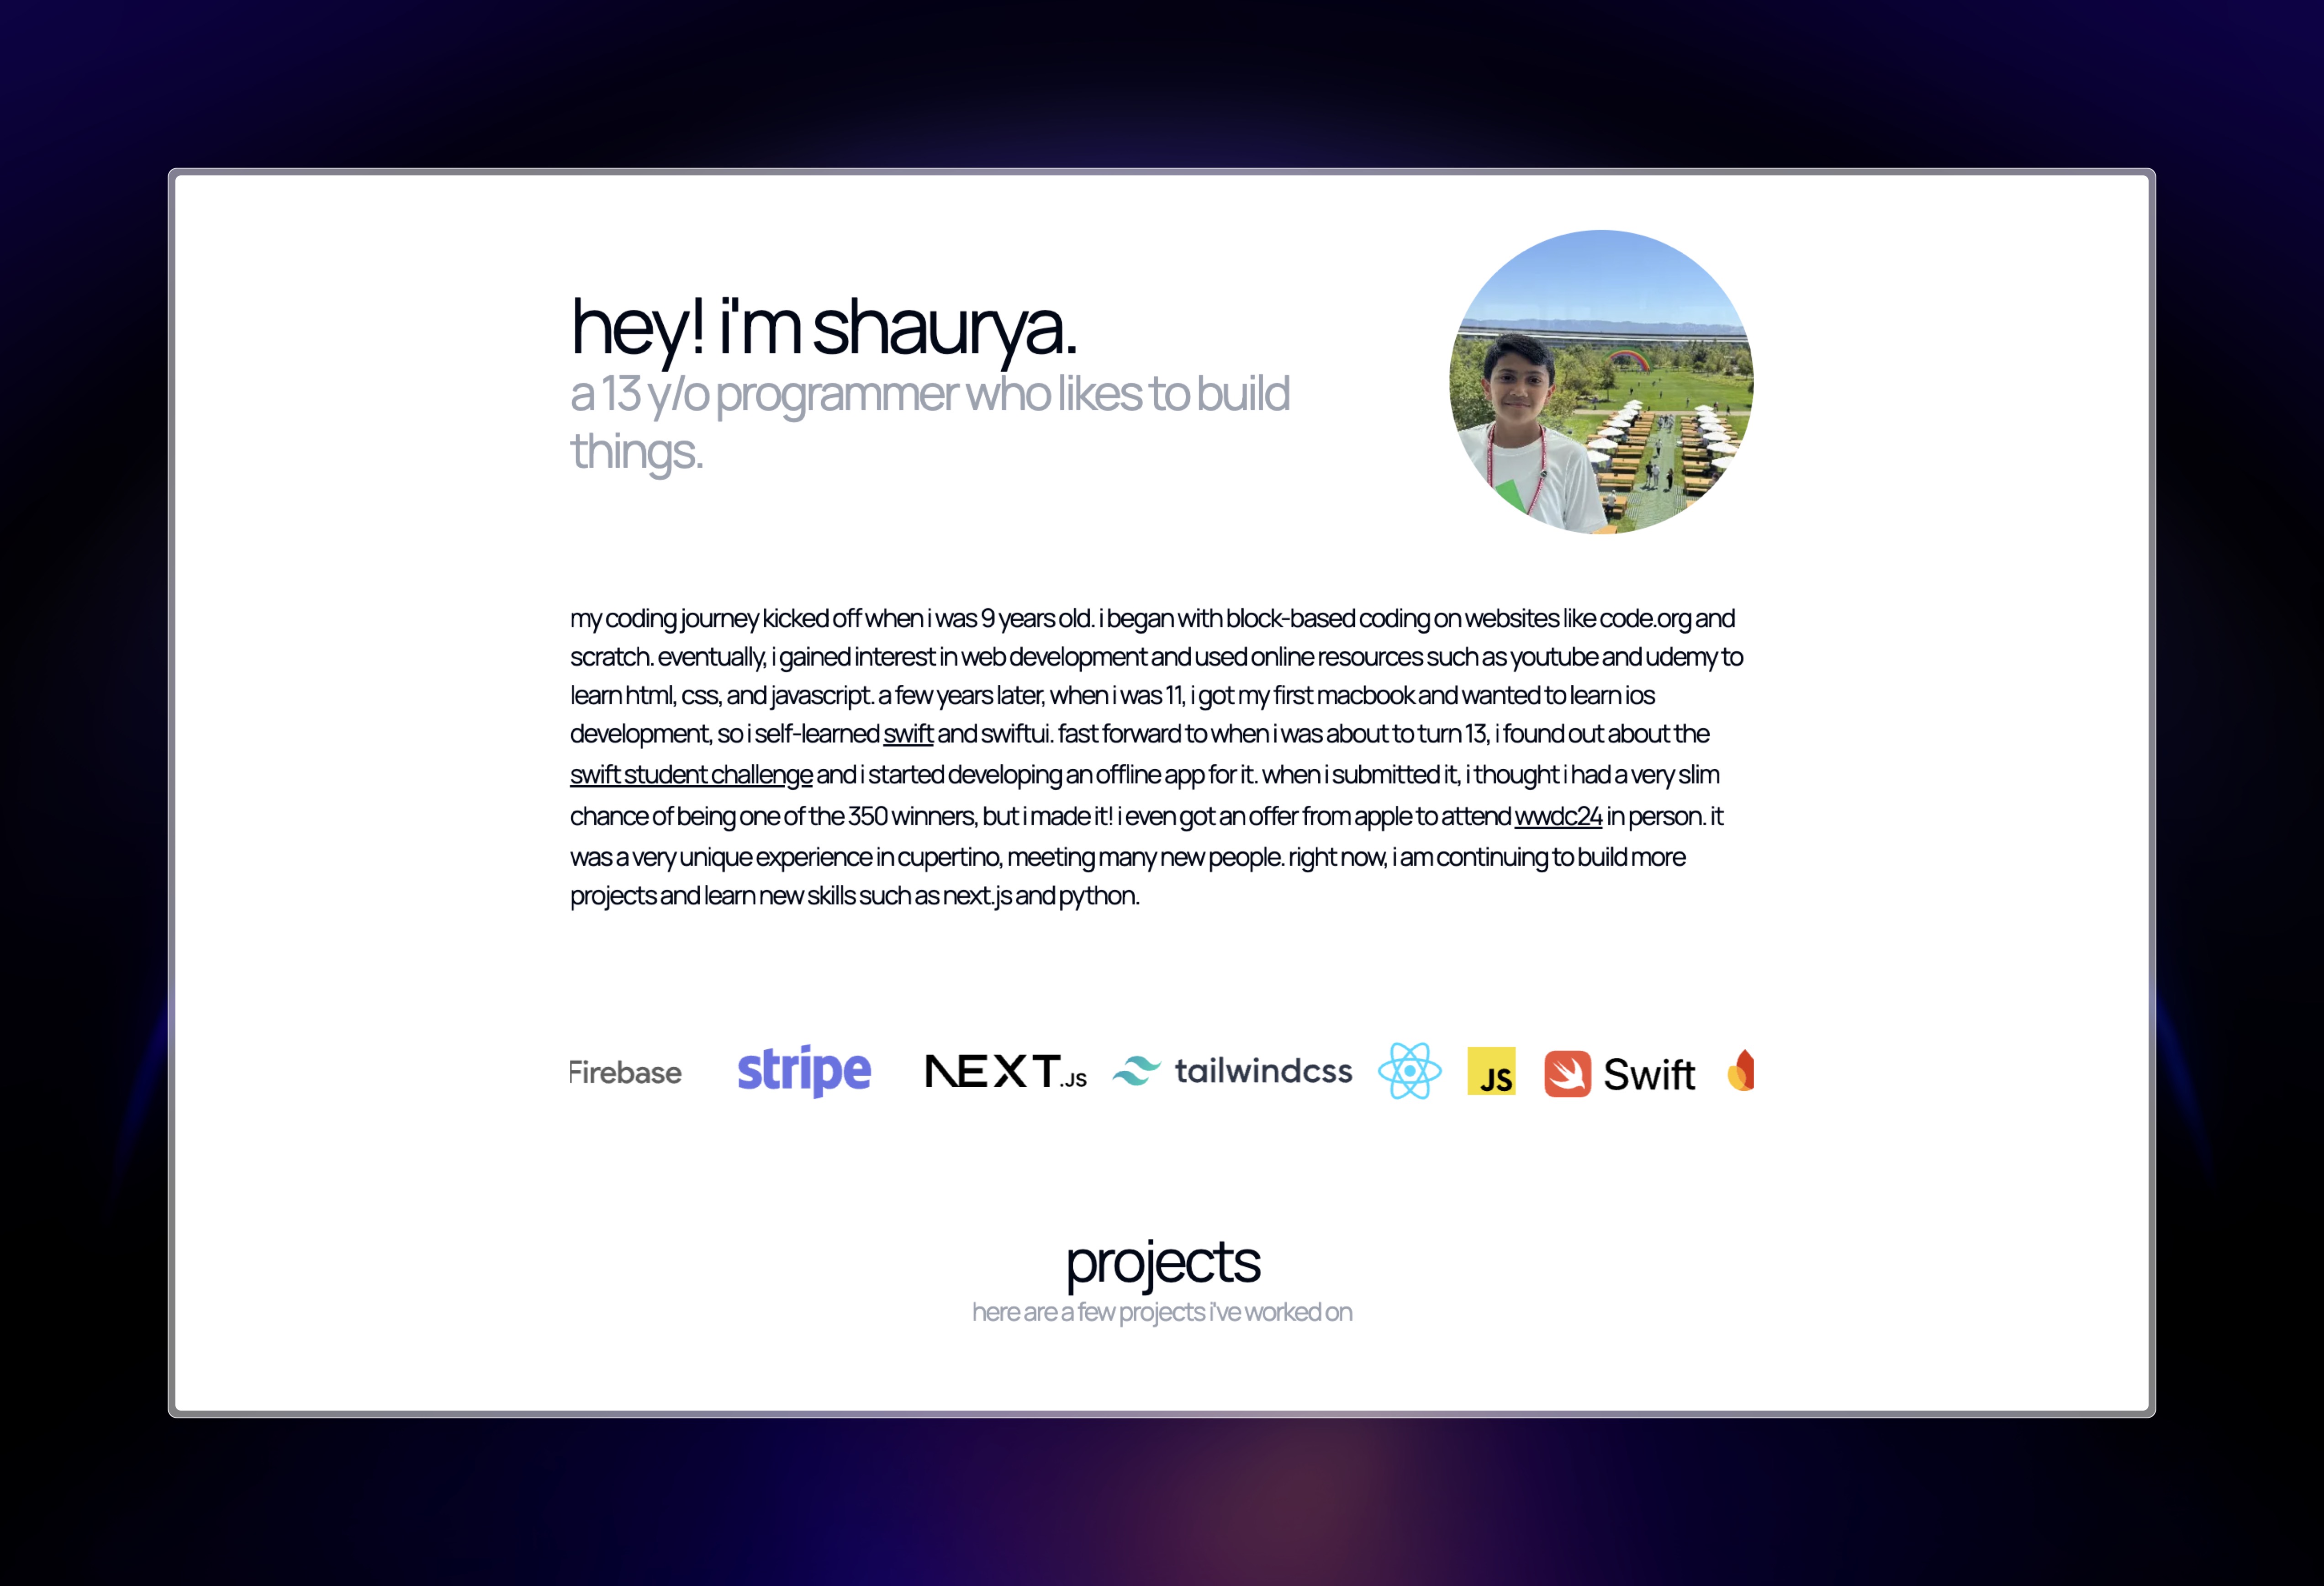 hey! i'm shaurya.
a 13 y/o programmer who likes to build
things.
my coding journey kicked off when i was 9 years old. i began with block-based coding on websites like code.org and
scratch. eventually, i gained interest in web development and used online resources such as youtube and udemy to
learn html, css, and javascript. a few years later, when i was 11, i got my first macbook and wanted to learn ios
development, so i self-learned swift and swiftui. fast forward to when i was about to turn 13, i found out about the
swift student challenge and i started developing an offline app for it. when i submitted it, i thought i had a very slim
chance of being one of the 350 winners, but i made it! i even got an offer from apple to attend wwdc24 in person. it
was a very unique experience in cupertino, meeting many new people. right now, i am continuing to build more
projects and learn new skills such as next.js and python.
Firebase stripe NEXT.JS tailwindcss JS Swift
projects
here are a few projects i've worked on